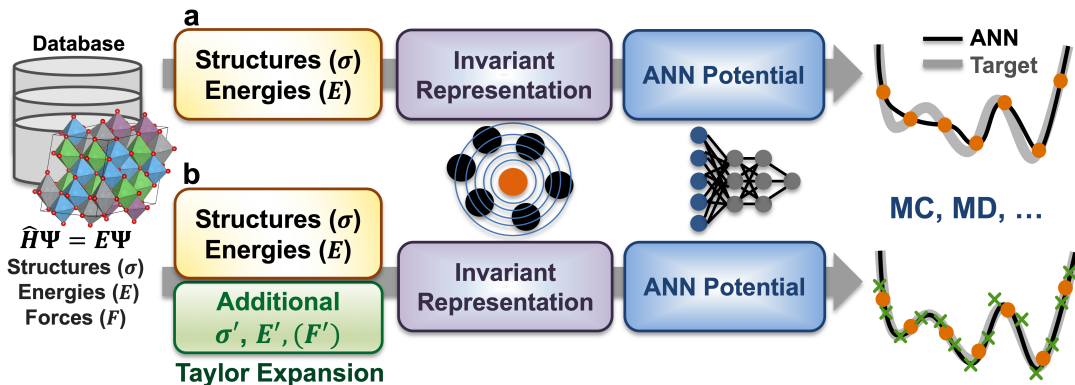 Database
ĤΨ = EΨ
Structures (σ)
Energies (E)
Forces (F)
a
Structures (σ)
Energies (E)
Invariant
Representation
ANN Potential
ANN
Target
b
Structures (σ)
Energies (E)
Additional
σ′, E′, (F′)
Taylor Expansion
Invariant
Representation
ANN Potential
MC, MD, ...